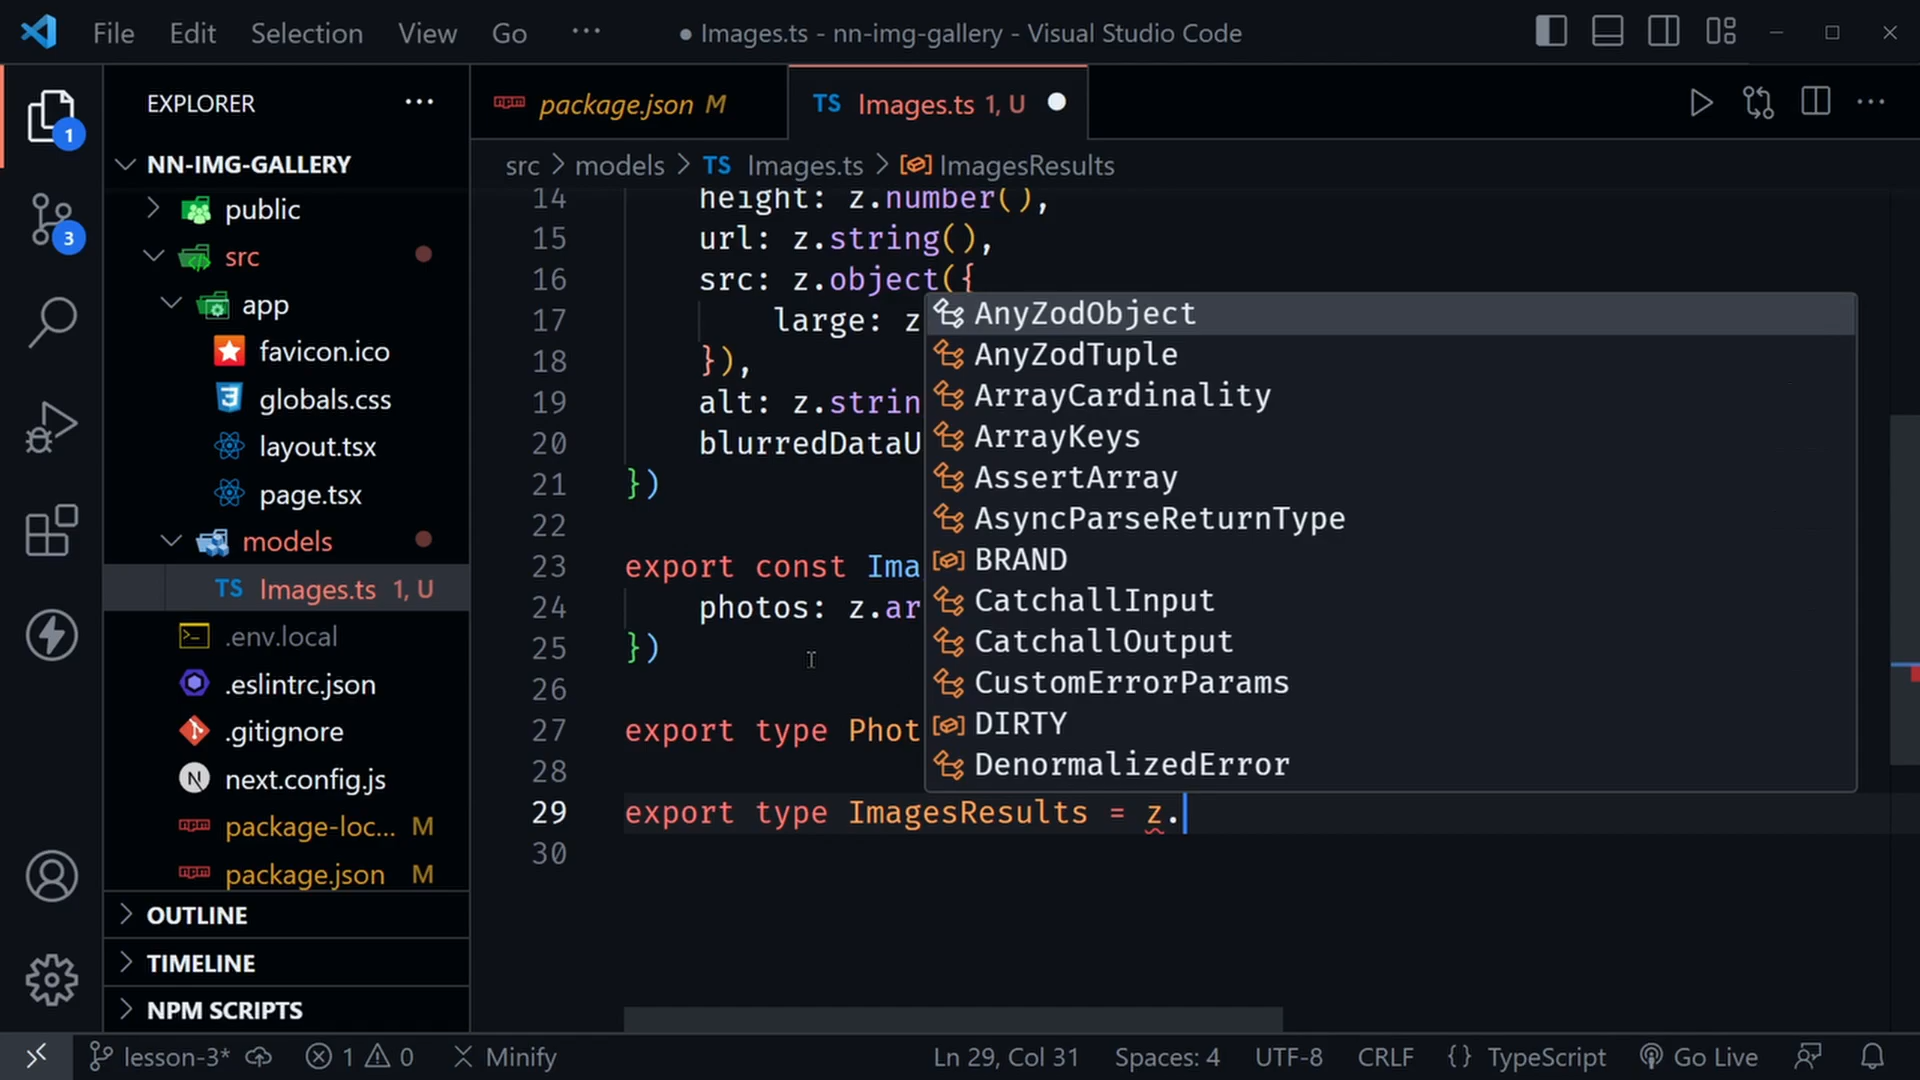 File Edit Selection View Go ··· ● Images.ts - nn-img-gallery - Visual Studio Code
EXPLORER ···
package.json M
TS Images.ts 1, U
src > models > TS Images.ts > ImagesResults
NN-IMG-GALLERY
public
src
app
favicon.ico
globals.css
layout.tsx
page.tsx
models
TS Images.ts 1, U
.env.local
.eslintrc.json
.gitignore
N next.config.js
package-loc... M
package.json M
OUTLINE
TIMELINE
NPM SCRIPTS
1
3
14 height: z.number(),
15 url: z.string(),
16 src: z.object({
17 large: z
18 }),
19 alt: z.strin
20 blurredDataU
21 })
22
23 export const Ima
24 photos: z.ar
25 })
26
27 export type Phot
28
29 export type ImagesResults = z.
30
AnyZodObject
AnyZodTuple
ArrayCardinality
ArrayKeys
AssertArray
AsyncParseReturnType
BRAND
CatchallInput
CatchallOutput
CustomErrorParams
DIRTY
DenormalizedError
lesson-3* 1 0 Minify Ln 29, Col 31 Spaces: 4 UTF-8 CRLF {} TypeScript Go Live